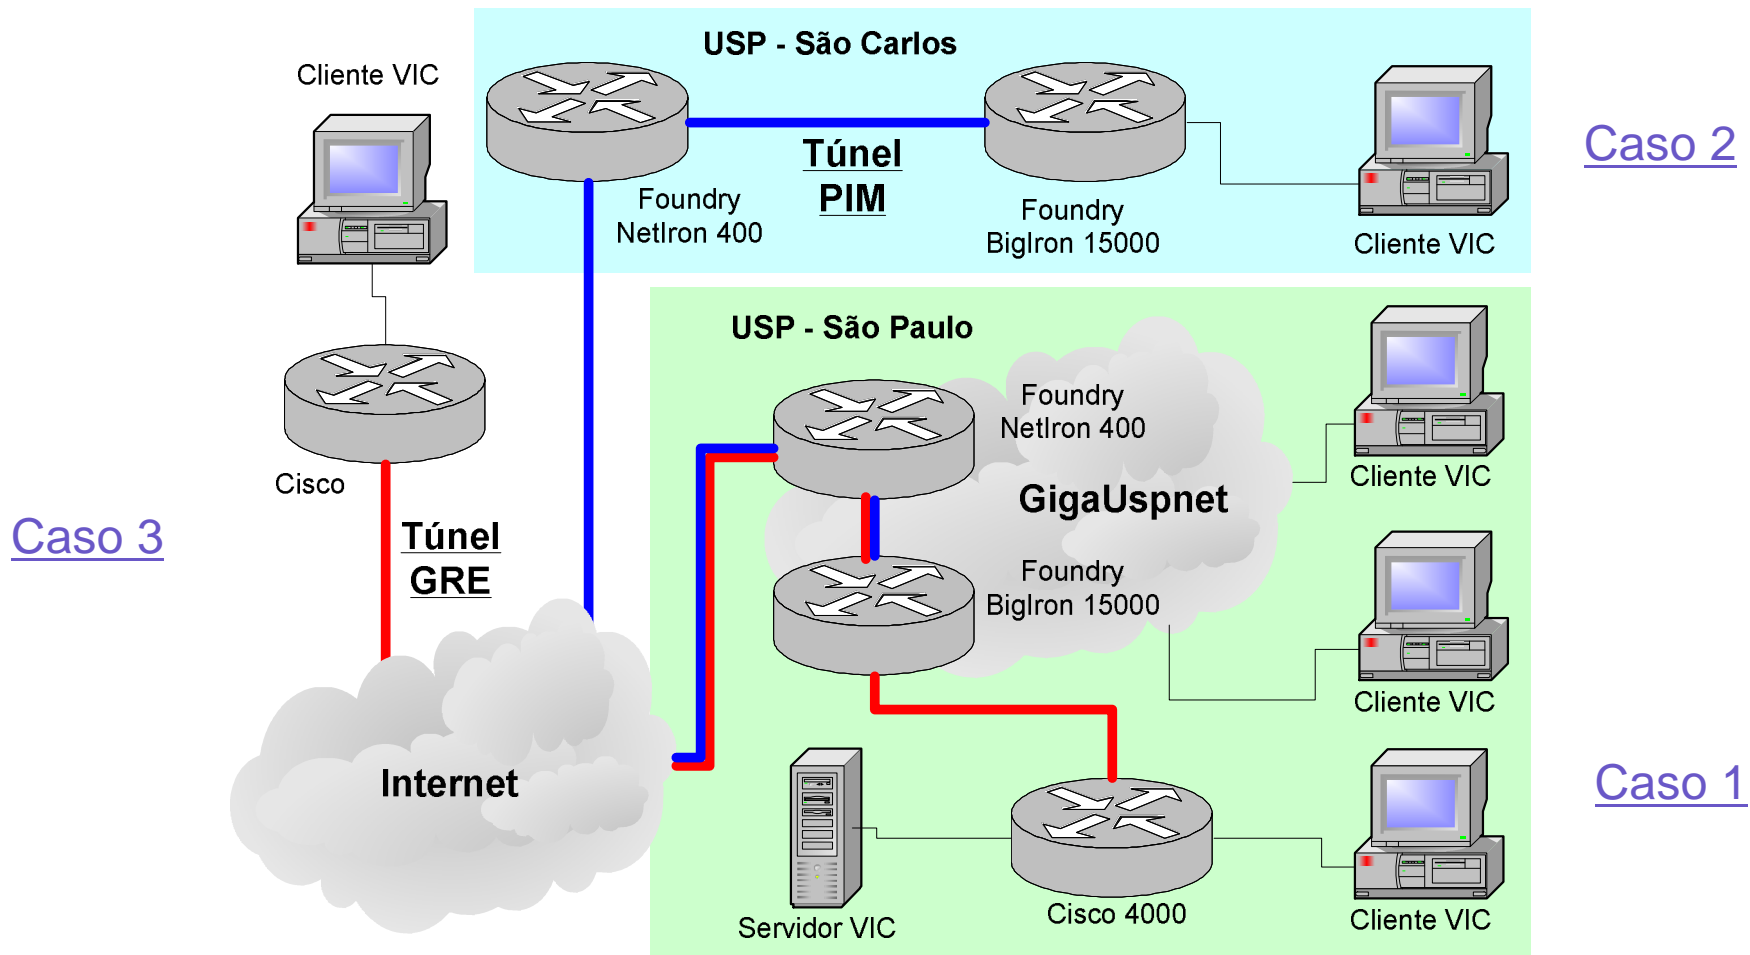 USP - São Carlos
Cliente VIC
Túnel
PIM
Foundry
NetIron 400
Foundry
BigIron 15000
Cliente VIC
Caso 2
USP - São Paulo
Foundry
NetIron 400
GigaUspnet
Cliente VIC
Cisco
Caso 3
Túnel
GRE
Foundry
BigIron 15000
Cliente VIC
Internet
Caso 1
Servidor VIC
Cisco 4000
Cliente VIC